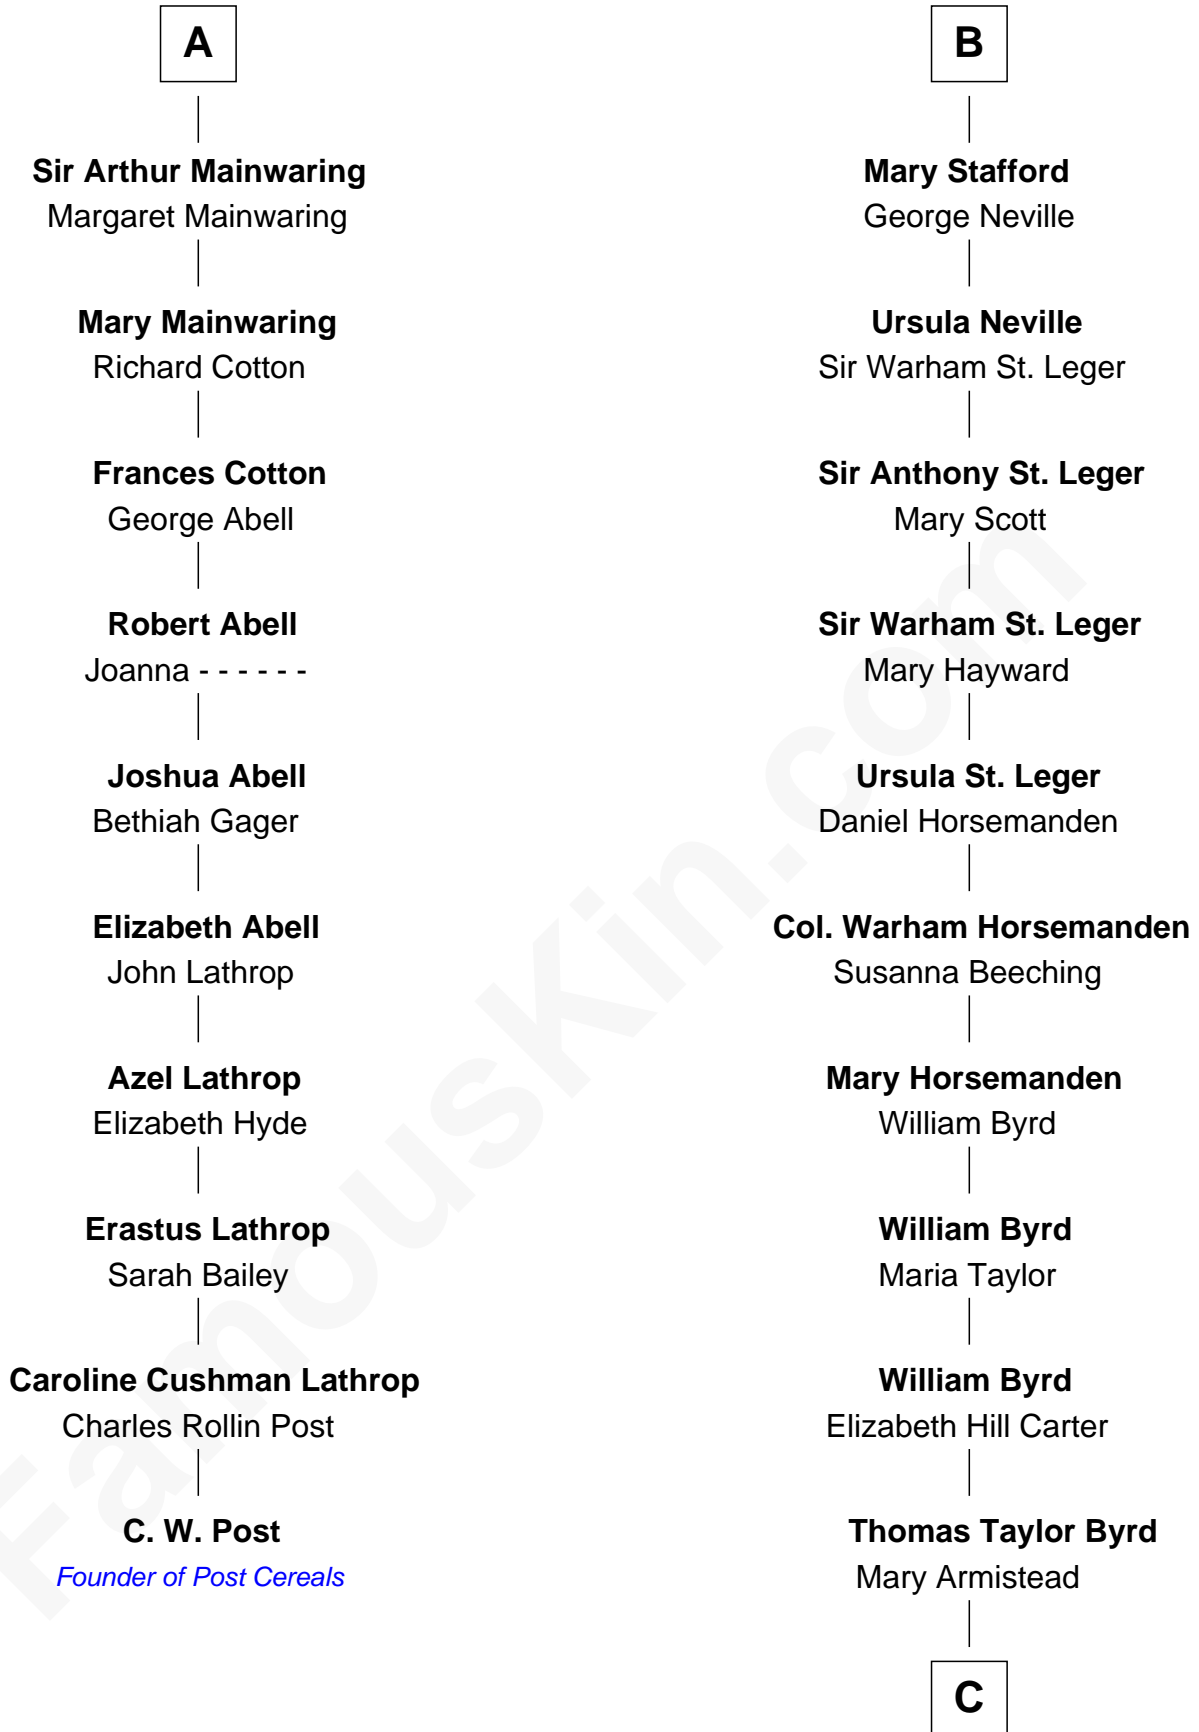 A
Sir Arthur Mainwaring
Margaret Mainwaring
Mary Mainwaring
Richard Cotton
Frances Cotton
George Abell
Robert Abell
Joanna - - - - - -
Joshua Abell
Bethiah Gager
Elizabeth Abell
John Lathrop
Azel Lathrop
Elizabeth Hyde
Erastus Lathrop
Sarah Bailey
Caroline Cushman Lathrop
Charles Rollin Post
C. W. Post
Founder of Post Cereals
B
Mary Stafford
George Neville
Ursula Neville
Sir Warham St. Leger
Sir Anthony St. Leger
Mary Scott
Sir Warham St. Leger
Mary Hayward
Ursula St. Leger
Daniel Horsemanden
Col. Warham Horsemanden
Susanna Beeching
Mary Horsemanden
William Byrd
William Byrd
Maria Taylor
William Byrd
Elizabeth Hill Carter
Thomas Taylor Byrd
Mary Armistead
C
FamousKin.com